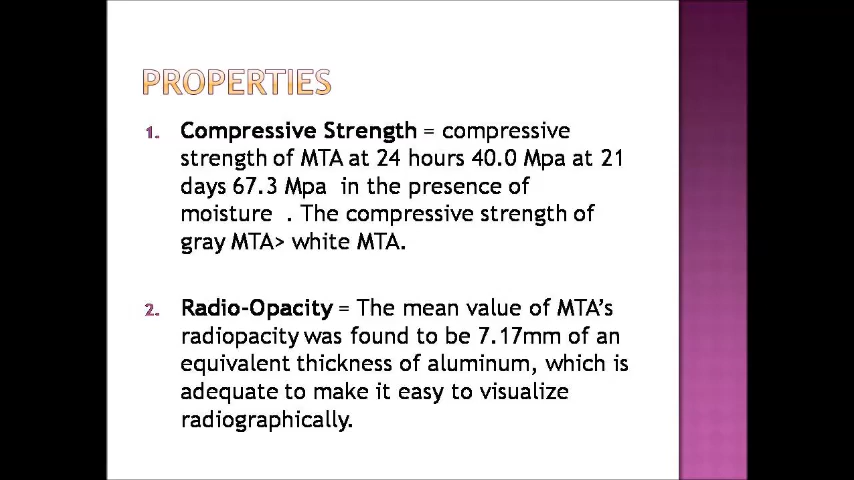 PROPERTIES
1. Compressive Strength = compressive
strength of MTA at 24 hours 40.0 Mpa at 21
days 67.3 Mpa in the presence of
moisture . The compressive strength of
gray MTA> white MTA.
2. Radio-Opacity = The mean value of MTA's
radiopacity was found to be 7.17mm of an
equivalent thickness of aluminum, which is
adequate to make it easy to visualize
radiographically.